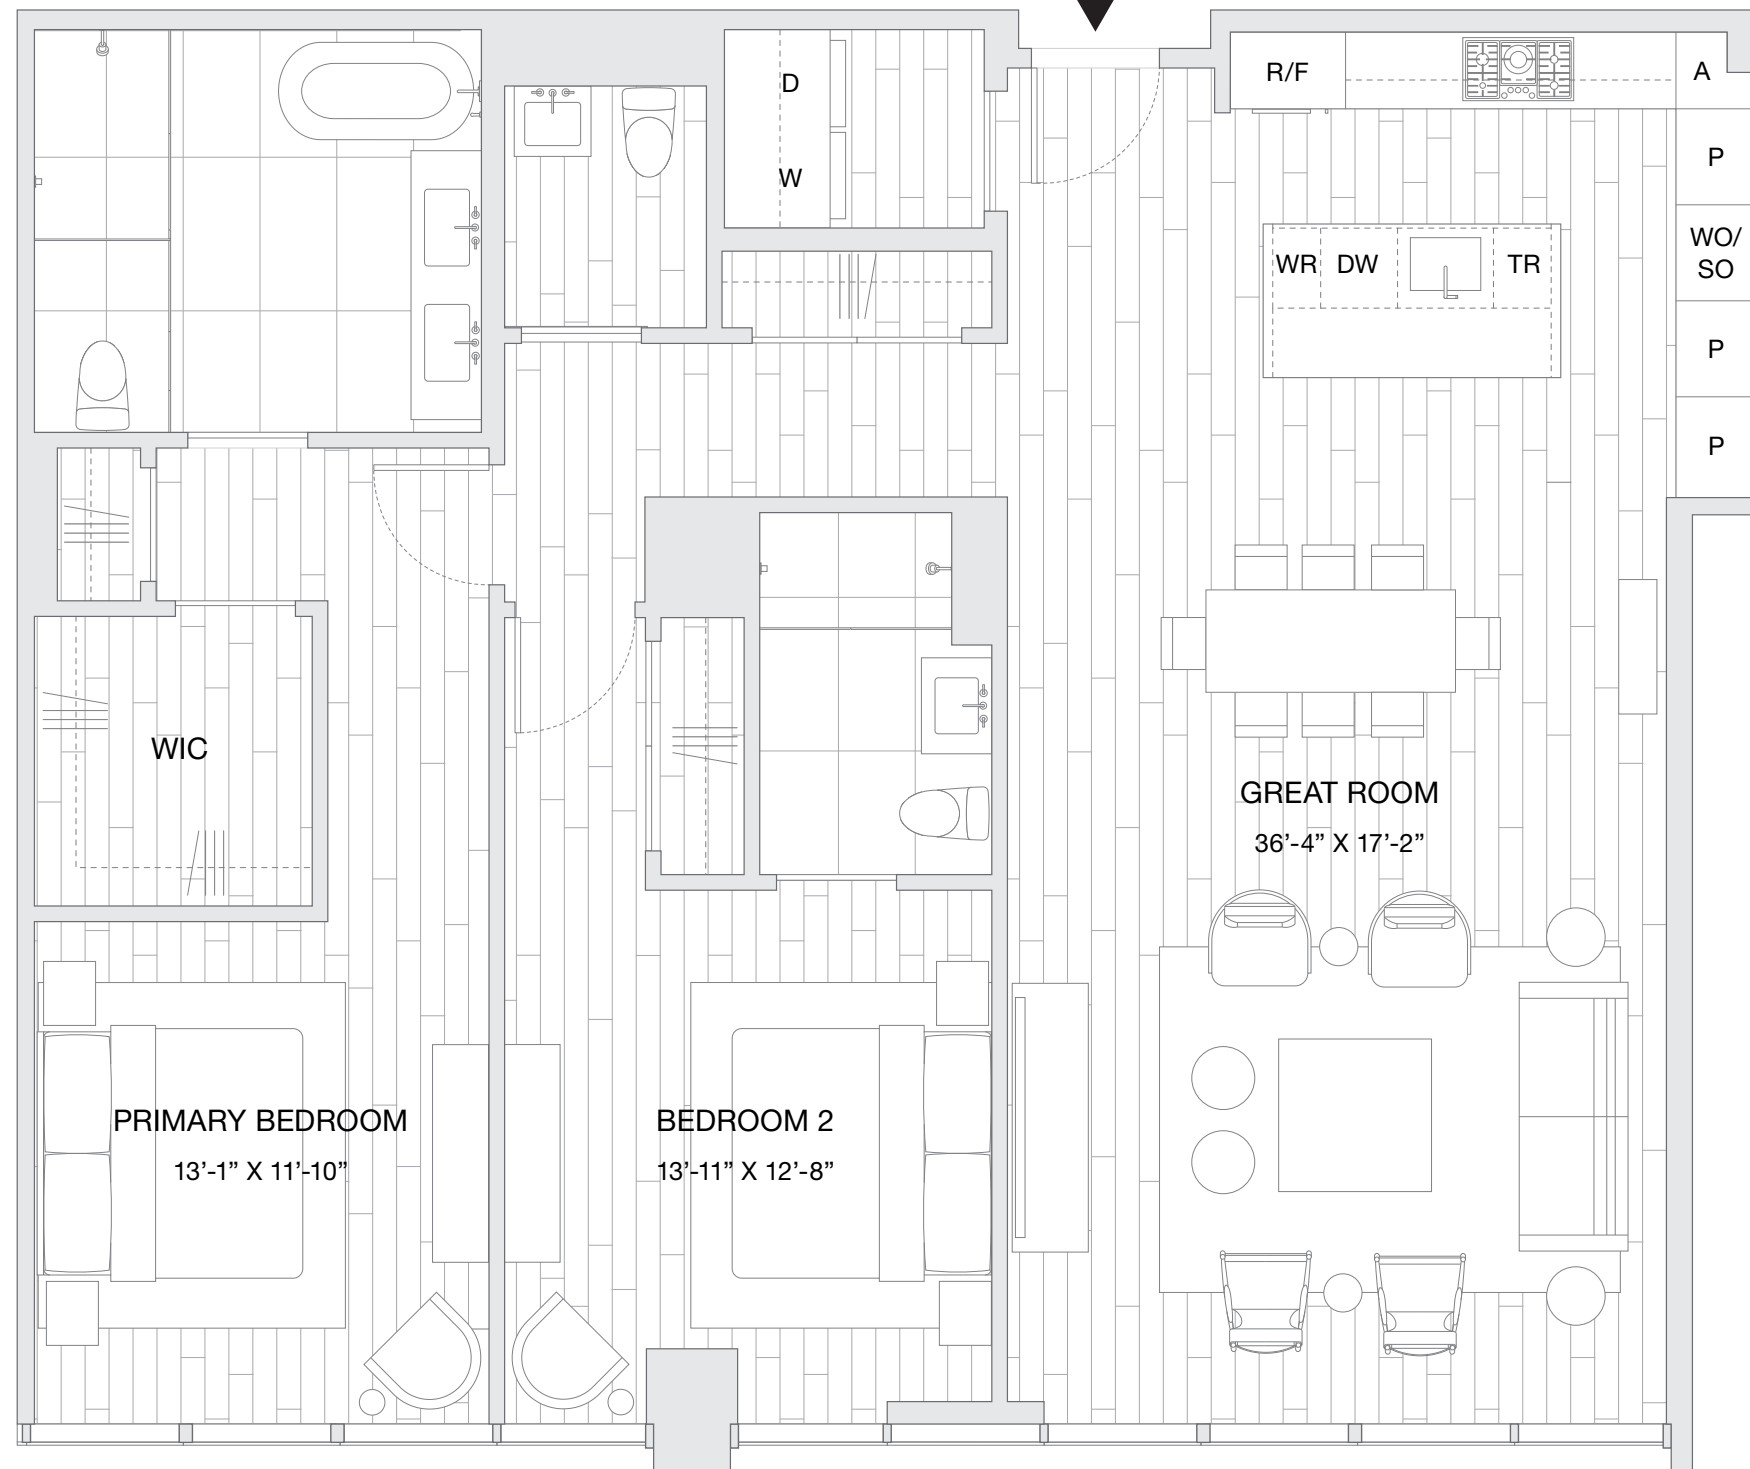 D
W
R/F
A
P
WO/
SO
P
P
WR
DW
TR
WIC
GREAT ROOM
36’-4” X 17’-2”
PRIMARY BEDROOM
13’-1” X 11’-10”
BEDROOM 2
13’-11” X 12’-8”